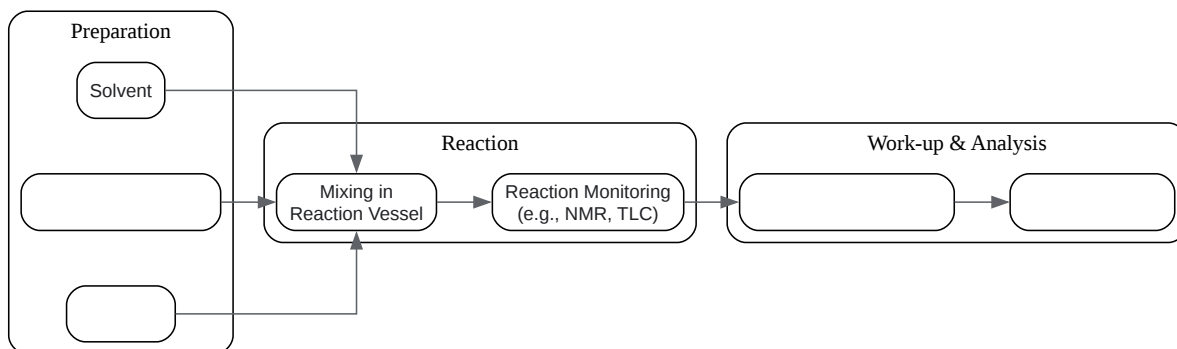 Preparation
Solvent
Reaction
Mixing in
Reaction Vessel
Reaction Monitoring
(e.g., NMR, TLC)
Work-up & Analysis